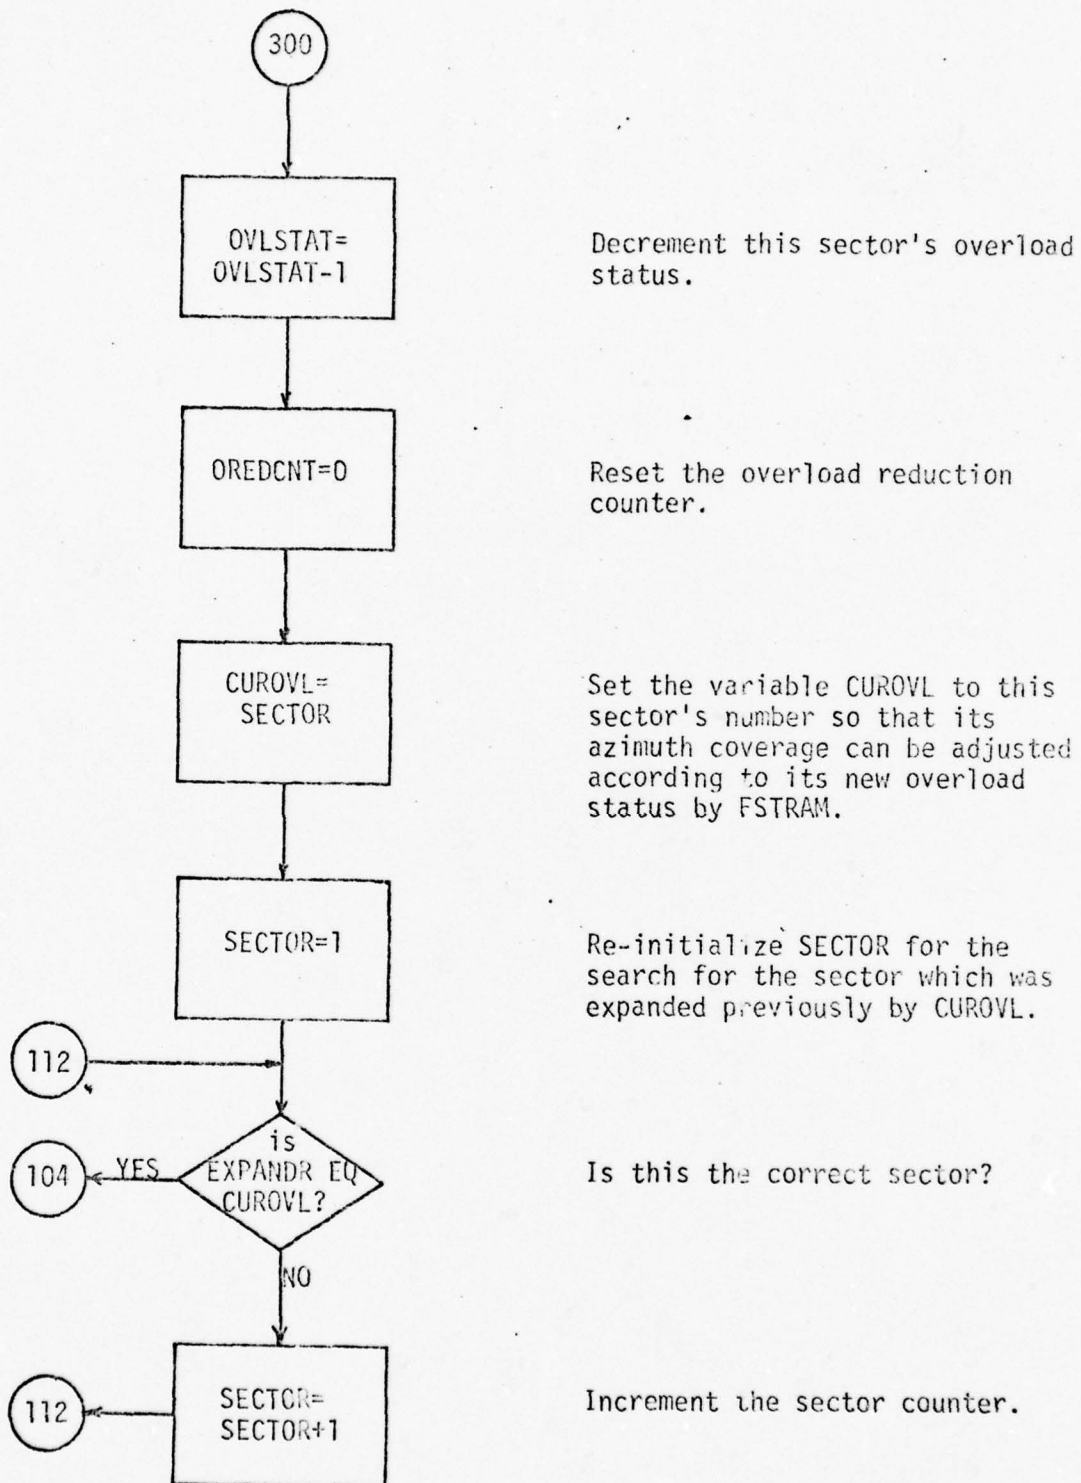 300
OVLSTAT=
OVLSTAT-1
Decrement this sector's overload
status.
OREDCNT=0
Reset the overload reduction
counter.
CUROVL=
SECTOR
Set the variable CUROVL to this
sector's number so that its
azimuth coverage can be adjusted
according to its new overload
status by FSTRAM.
SECTOR=1
Re-initialize SECTOR for the
search for the sector which was
expanded previously by CUROVL.
112
is
EXPANDR EQ
CUROVL?
YES
104
Is this the correct sector?
NO
SECTOR=
SECTOR+1
112
Increment the sector counter.